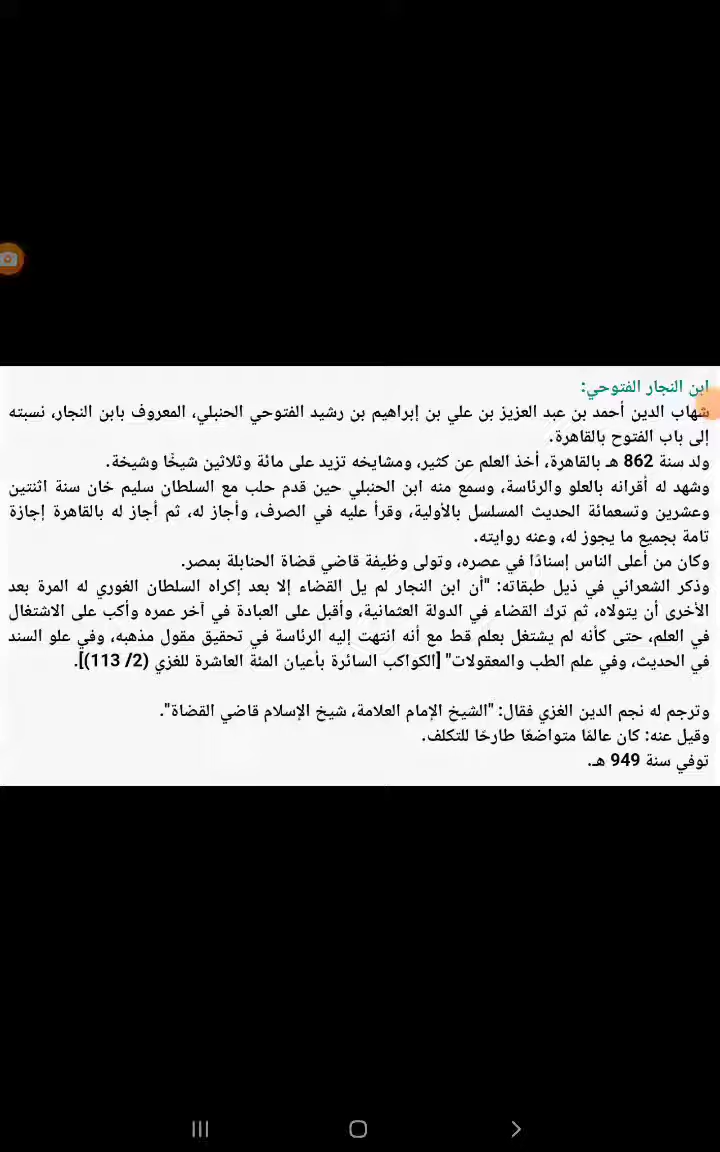 ابن النجار الفتوحي:
شهاب الدين أحمد بن عبد العزيز بن علي بن إبراهيم بن رشيد الفتوحي الحنبلي، المعروف بابن النجار، نسبته
إلى باب الفتوح بالقاهرة.
ولد سنة 862 هـ بالقاهرة، أخذ العلم عن كثير، ومشايخه تزيد على مائة وثلاثين شيخًا وشيخة.
وشهد له أقرانه بالعلو والرئاسة، وسمع منه ابن الحنبلي حين قدم حلب مع السلطان سليم خان سنة اثنتين
وعشرين وتسعمائة الحديث المسلسل بالأولية، وقرأ عليه في الصرف، وأجاز له، ثم أجاز له بالقاهرة إجازة
تامة بجميع ما يجوز له، وعنه روايته.
وكان من أعلى الناس إسنادًا في عصره، وتولى وظيفة قاضي قضاة الحنابلة بمصر.
وذكر الشعراني في ذيل طبقاته: "أن ابن النجار لم يل القضاء إلا بعد إكراه السلطان الغوري له المرة بعد
الأخرى أن يتولاه، ثم ترك القضاء في الدولة العثمانية، وأقبل على العبادة في آخر عمره وأكب على الاشتغال
في العلم، حتى كأنه لم يشتغل بعلم قط مع أنه انتهت إليه الرئاسة في تحقيق مقول مذهبه، وفي علو السند
في الحديث، وفي علم الطب والمعقولات" [الكواكب السائرة بأعيان المئة العاشرة للغزي (2/ 113)].
وترجم له نجم الدين الغزي فقال: "الشيخ الإمام العلامة، شيخ الإسلام قاضي القضاة".
وقيل عنه: كان عالمًا متواضعًا طارحًا للتكلف.
توفي سنة 949 هـ.